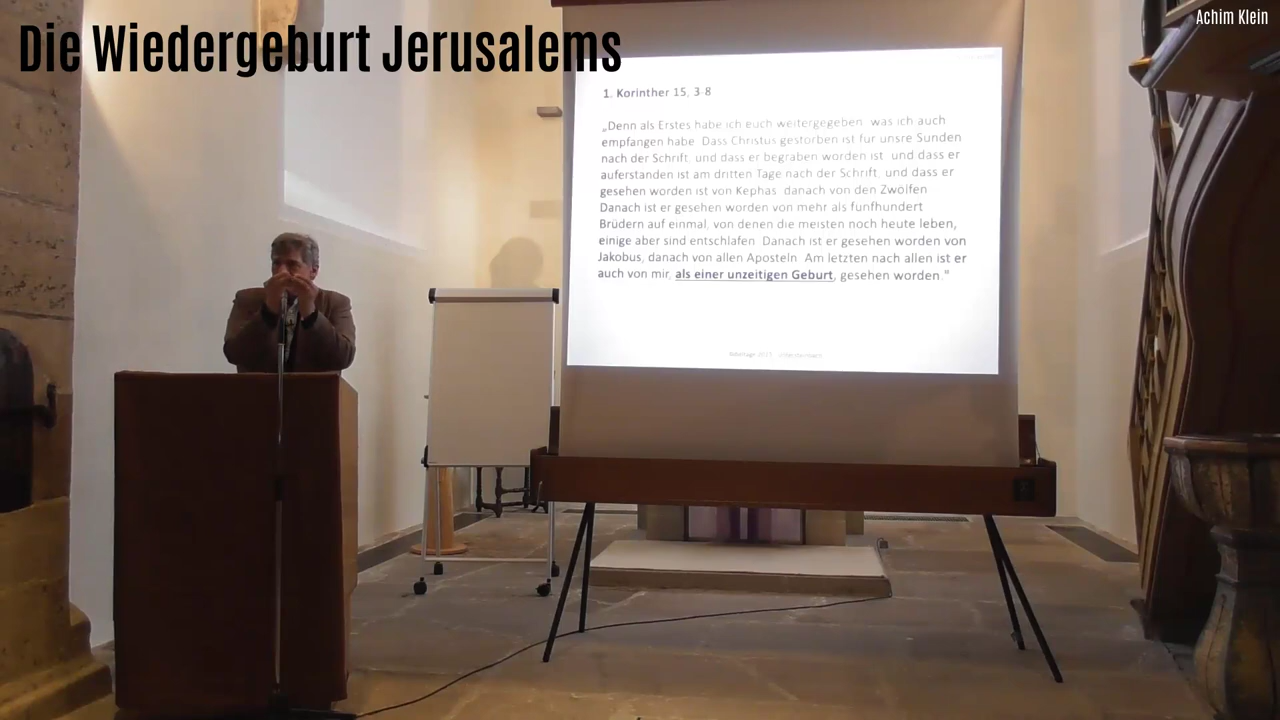 Die Wiedergeburt Jerusalems
Achim Klein
1. Korinther 15, 3-8
„Denn als Erstes habe ich euch weitergegeben, was ich auch
empfangen habe: Dass Christus gestorben ist für unsre Sünden
nach der Schrift; und dass er begraben worden ist; und dass er
auferstanden ist am dritten Tage nach der Schrift; und dass er
gesehen worden ist von Kephas, danach von den Zwölfen.
Danach ist er gesehen worden von mehr als fünfhundert
Brüdern auf einmal, von denen die meisten noch heute leben,
einige aber sind entschlafen. Danach ist er gesehen worden von
Jakobus, danach von allen Aposteln. Am letzten nach allen ist er
auch von mir, als einer unzeitigen Geburt, gesehen worden."